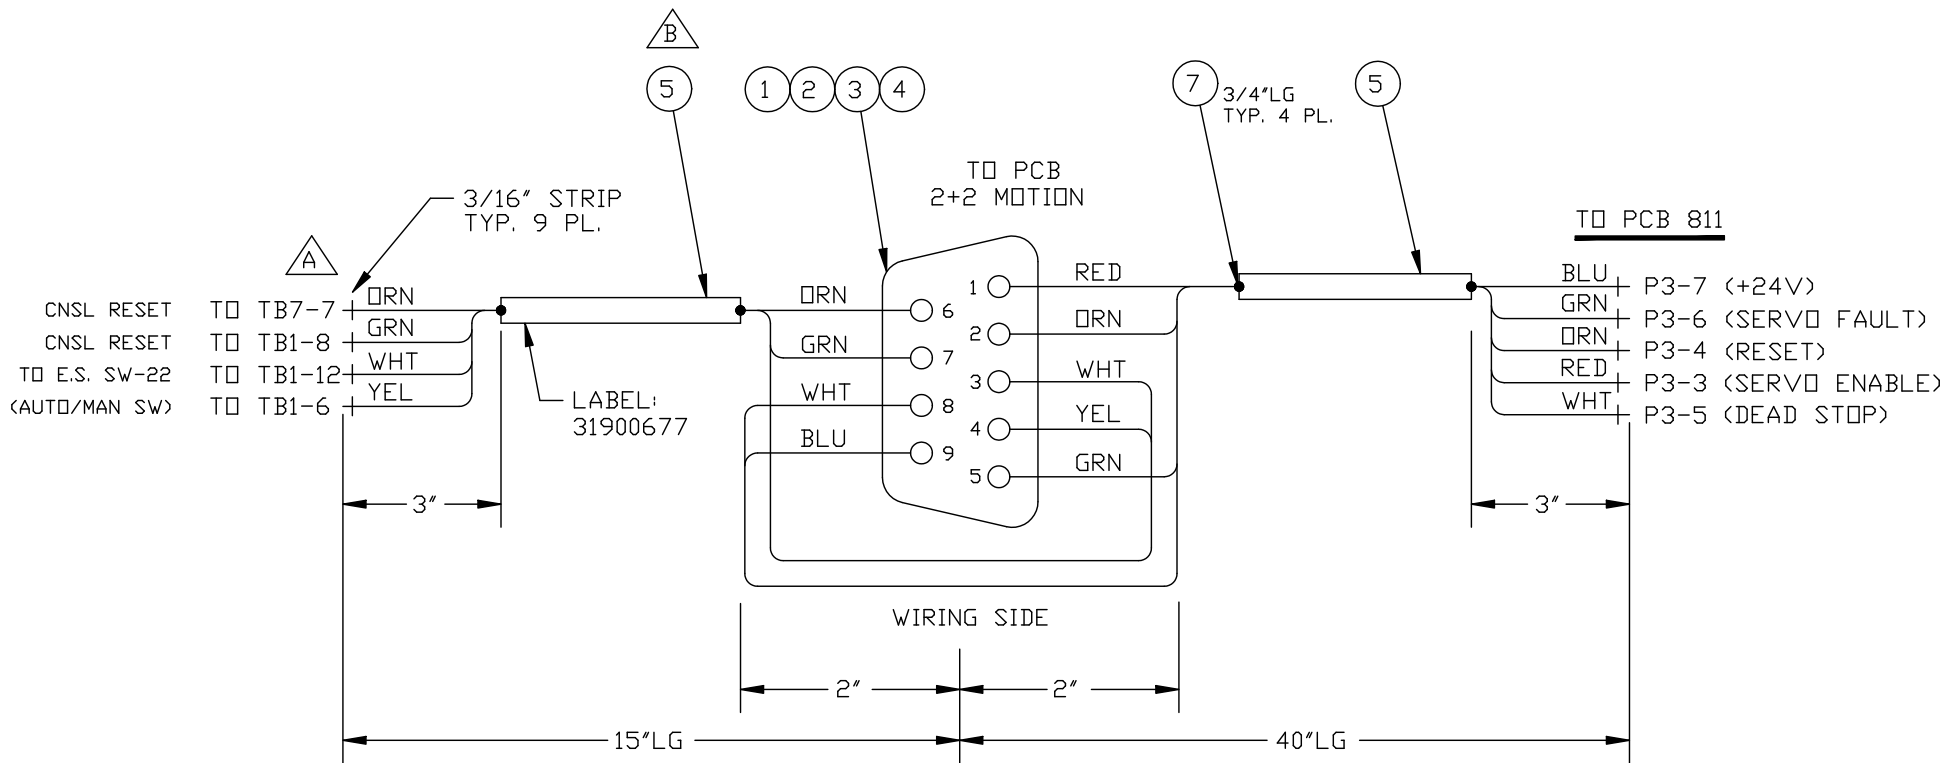 B
5
1 2 3 4
7
3/4"LG
TYP. 4 PL.
5
TO PCB
2+2 MOTION
3/16" STRIP
TYP. 9 PL.
TO PCB 811
A
CNSL RESET TO TB7-7 ORN
CNSL RESET TO TB1-8 GRN
TO E.S. SW-22 TO TB1-12 WHT
(AUTO/MAN SW) TO TB1-6 YEL
LABEL:
31900677
ORN 6
GRN 7
WHT 8
BLU 9
1 RED
2 ORN
3 WHT
4 YEL
5 GRN
BLU P3-7 (+24V)
GRN P3-6 (SERVO FAULT)
ORN P3-4 (RESET)
RED P3-3 (SERVO ENABLE)
WHT P3-5 (DEAD STOP)
3"
3"
WIRING SIDE
2"
2"
15"LG
40"LG